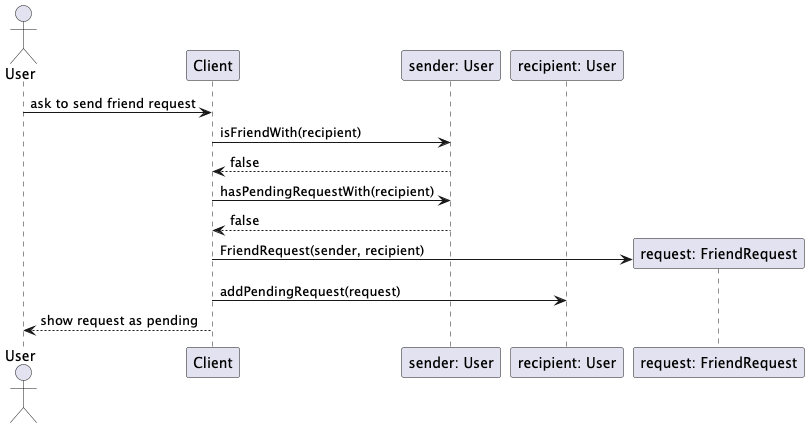 User
Client
sender: User
recipient: User
ask to send friend request
isFriendWith(recipient)
false
hasPendingRequestWith(recipient)
false
FriendRequest(sender, recipient)
request: FriendRequest
addPendingRequest(request)
show request as pending
User
Client
sender: User
recipient: User
request: FriendRequest